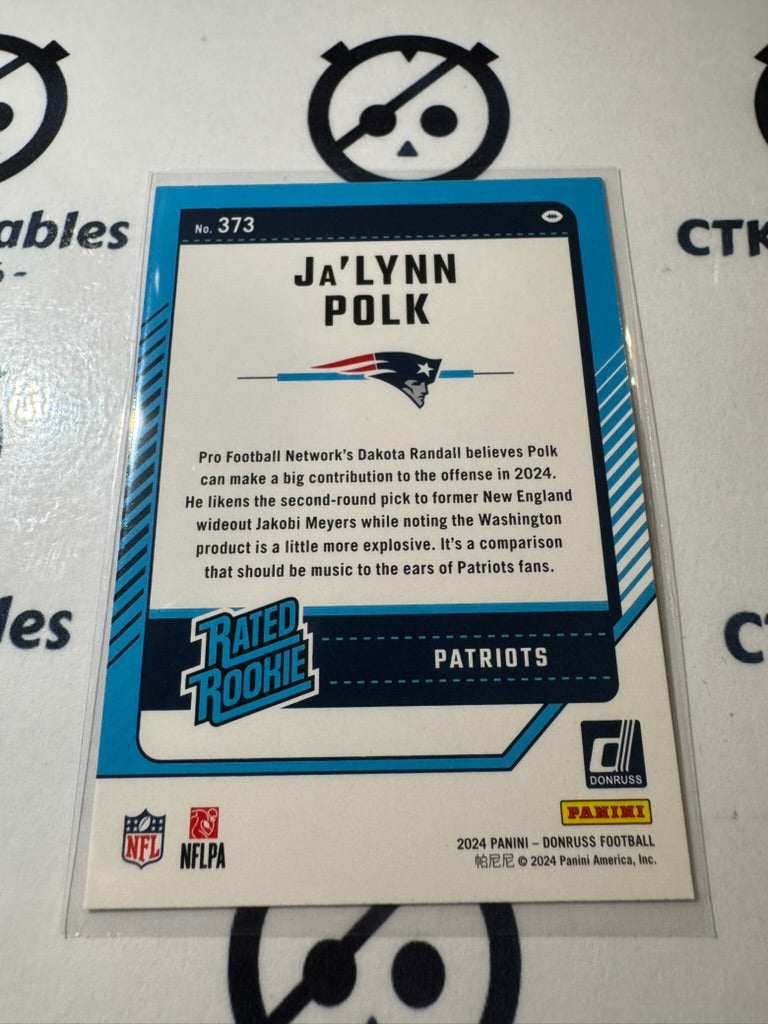 ables
CTK
No. 373
JA'LYNN
POLK
Pro Football Network's Dakota Randall believes Polk
can make a big contribution to the offense in 2024.
He likens the second-round pick to former New England
wideout Jakobi Meyers while noting the Washington
product is a little more explosive. It's a comparison
that should be music to the ears of Patriots fans.
les
RATED
ROOKIE
PATRIOTS
DONRUSS
PANINI
NFL
NFLPA
2024 PANINI – DONRUSS FOOTBALL
帕尼尼 © 2024 Panini America, Inc.